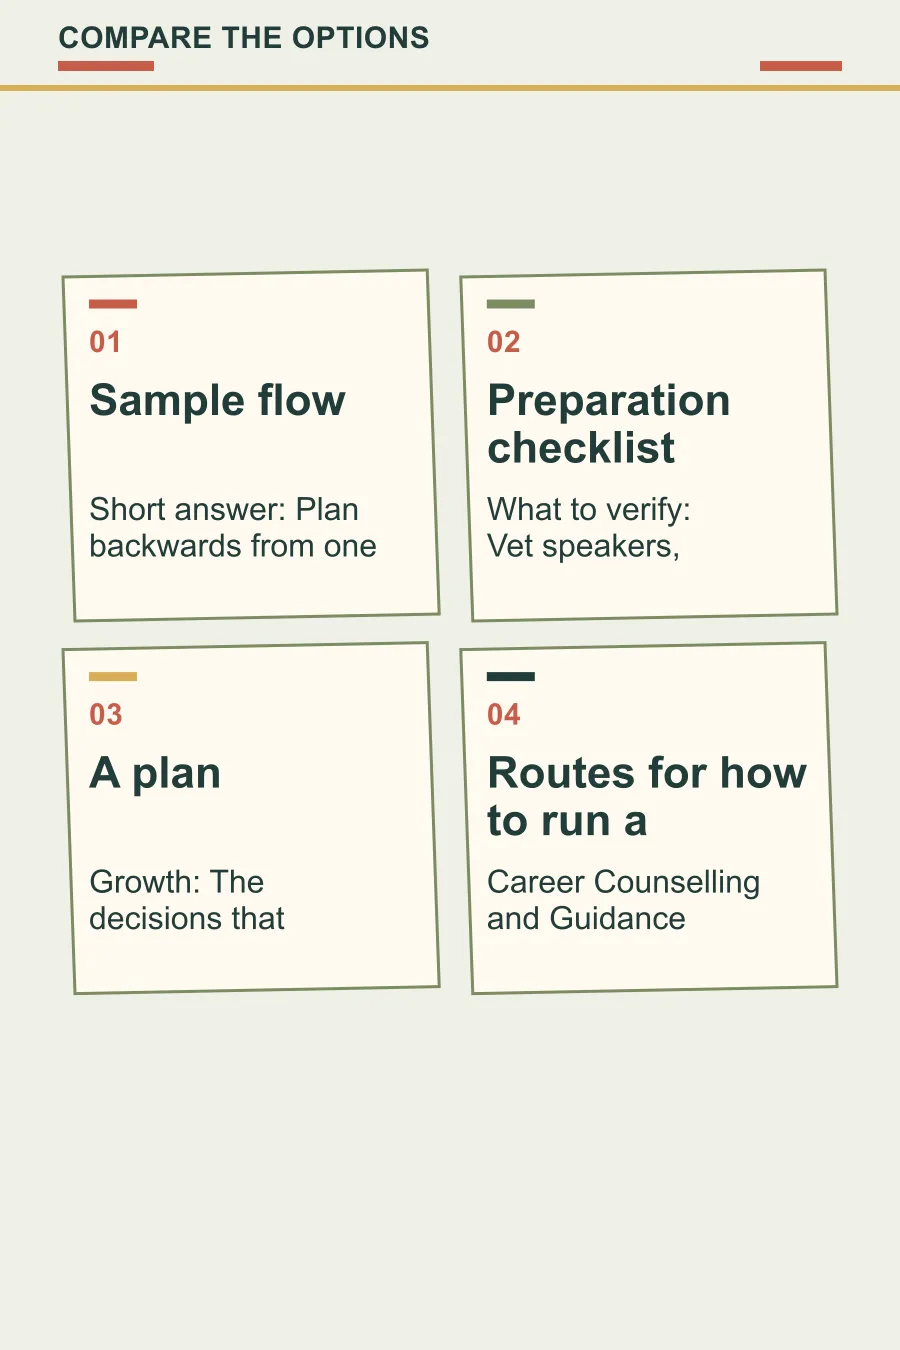 COMPARE THE OPTIONS
01
Sample flow
Short answer: Plan
backwards from one
02
Preparation
checklist
What to verify:
Vet speakers,
03
A plan
Growth: The
decisions that
04
Routes for how
to run a
Career Counselling
and Guidance